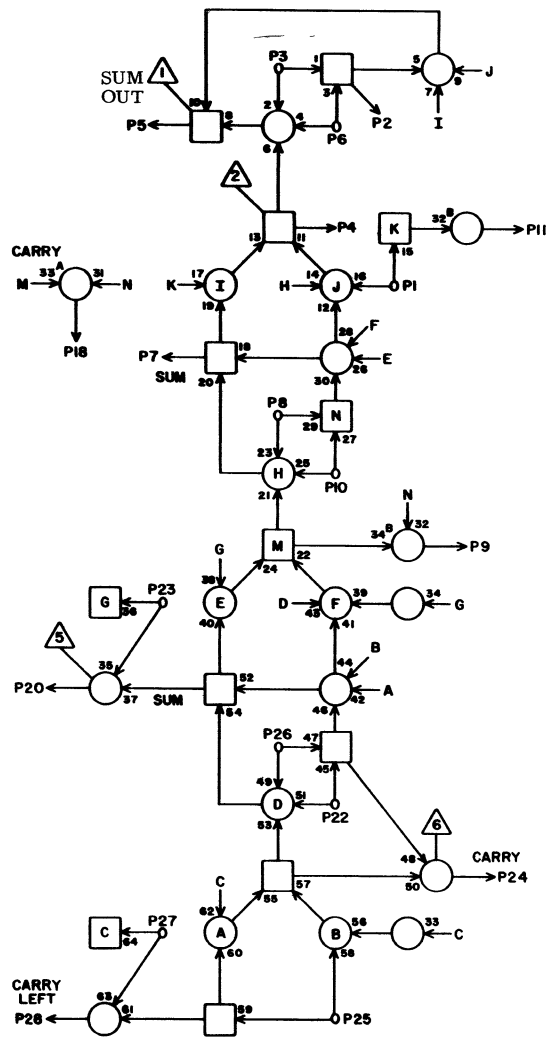 P3 1 5 J
SUM 1 9
OUT 10 3 7
2 P2 I
P5 8 4 P6
6
2
13 11 P4 K 32 B P11
15
CARRY
33 A 31 17 14 16
M N K I H J P1
19 12
P18 28 F
P7 18 E
20 26
SUM 30
P8 N
29 27
23 25
H P10
21
N
M 34 B 32
24 22 P9
G
P23 38 39 34
G E D F G
36 40 43 41
5 B
35 52 44
P20 SUM A
37 54 46 42
P26 47
45
49 51
D P22 6
53
48 CARRY
P24
50
55 57
C
P27 62 56 33
C A B C
64 60 58
CARRY
LEFT 63
P28 61 59 P25